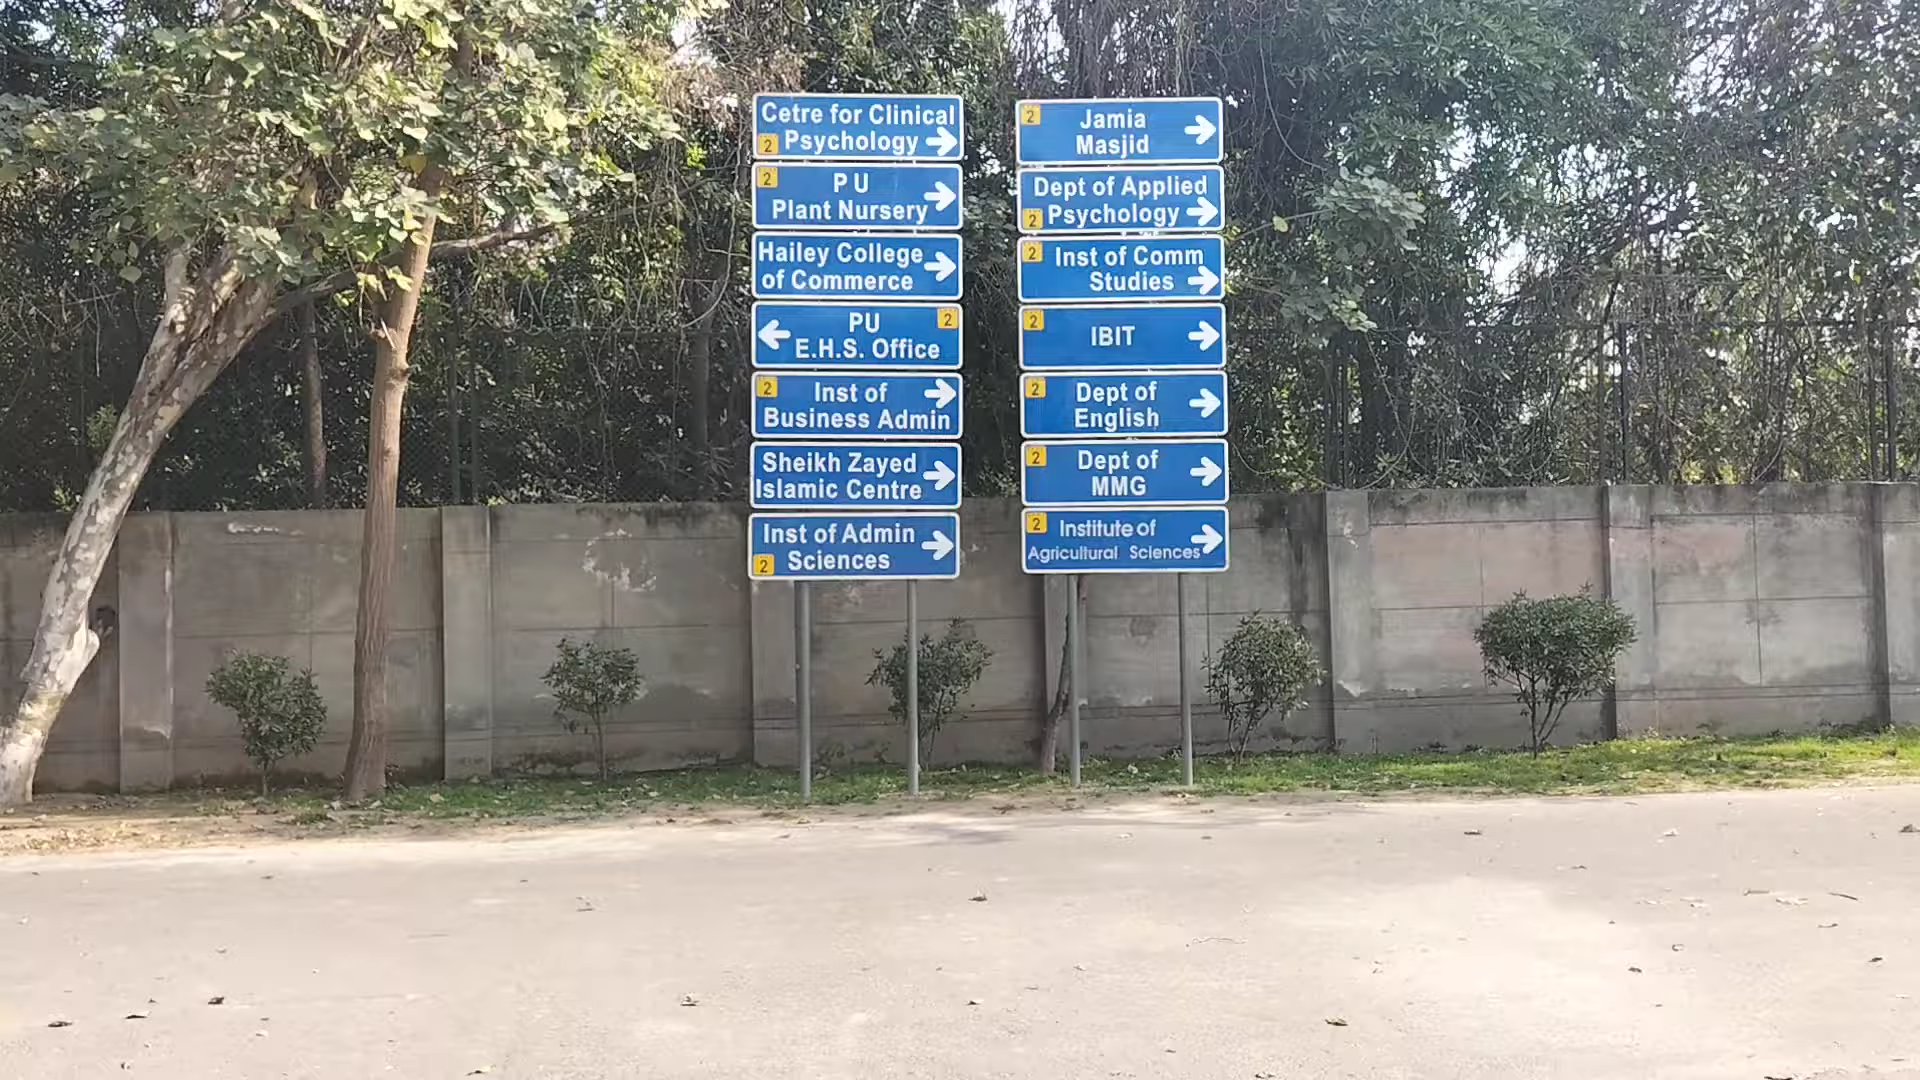 Cetre for Clinical
2 Psychology
2 P U
Plant Nursery
Hailey College
of Commerce
PU 2
E.H.S. Office
2 Inst of
Business Admin
Sheikh Zayed
Islamic Centre
Inst of Admin
2 Sciences
2 Jamia
Masjid
Dept of Applied
2 Psychology
2 Inst of Comm
Studies
2 IBIT
2 Dept of
English
2 Dept of
MMG
2 Institute of
Agricultural Sciences